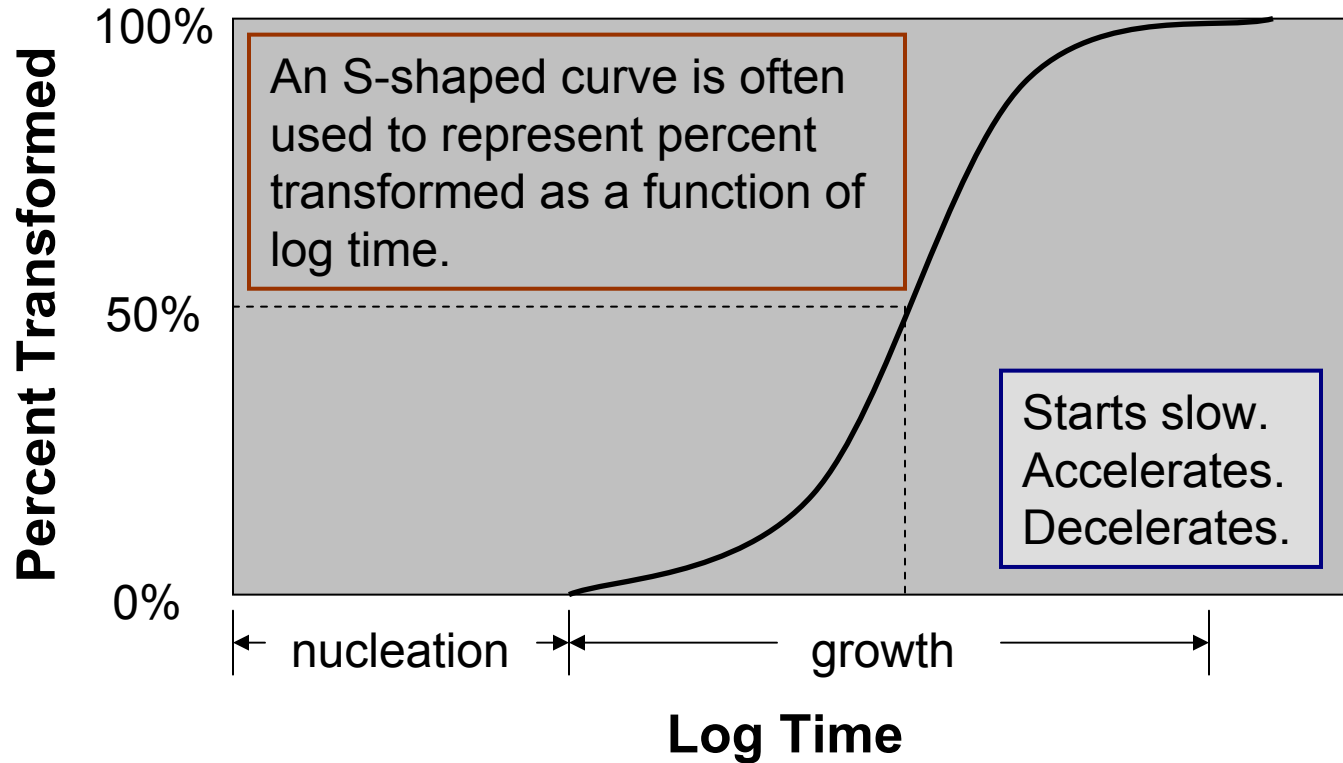 Percent Transformed
100%
50%
0%
An S-shaped curve is often
used to represent percent
transformed as a function of
log time.
Starts slow.
Accelerates.
Decelerates.
nucleation
growth
Log Time